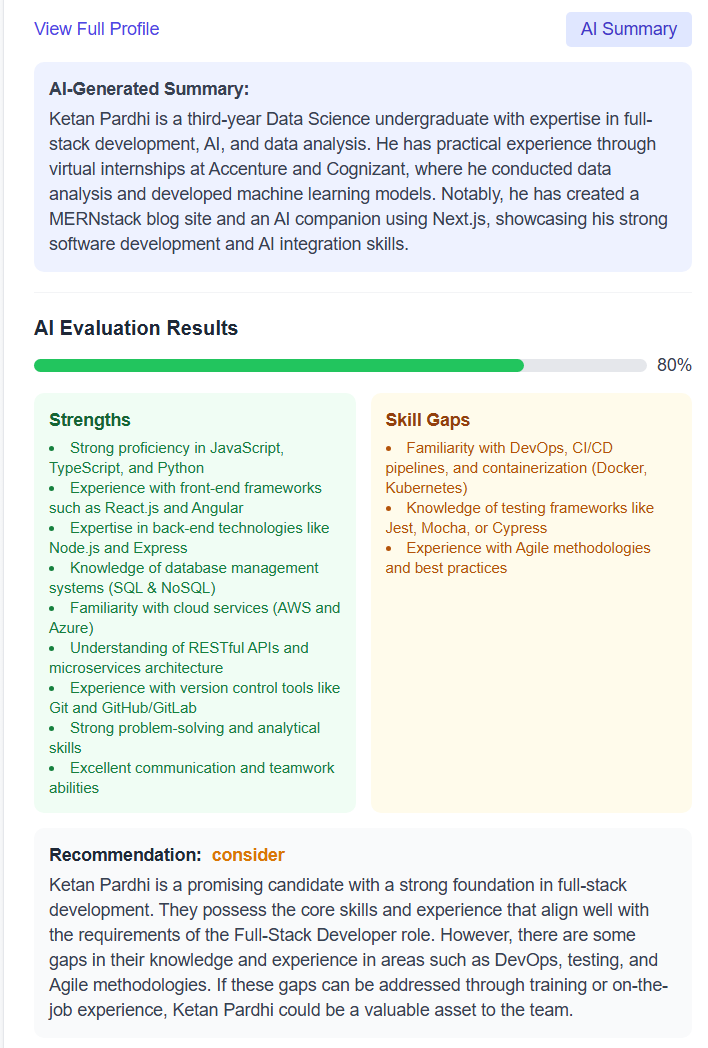 View Full Profile
AI Summary
AI-Generated Summary:
Ketan Pardhi is a third-year Data Science undergraduate with expertise in full-
stack development, AI, and data analysis. He has practical experience through
virtual internships at Accenture and Cognizant, where he conducted data
analysis and developed machine learning models. Notably, he has created a
MERNstack blog site and an AI companion using Next.js, showcasing his strong
software development and AI integration skills.
AI Evaluation Results
80%
Strengths
• Strong proficiency in JavaScript,
TypeScript, and Python
• Experience with front-end frameworks
such as React.js and Angular
• Expertise in back-end technologies like
Node.js and Express
• Knowledge of database management
systems (SQL & NoSQL)
• Familiarity with cloud services (AWS and
Azure)
• Understanding of RESTful APIs and
microservices architecture
• Experience with version control tools like
Git and GitHub/GitLab
• Strong problem-solving and analytical
skills
• Excellent communication and teamwork
abilities
Skill Gaps
• Familiarity with DevOps, CI/CD
pipelines, and containerization (Docker,
Kubernetes)
• Knowledge of testing frameworks like
Jest, Mocha, or Cypress
• Experience with Agile methodologies
and best practices
Recommendation: consider
Ketan Pardhi is a promising candidate with a strong foundation in full-stack
development. They possess the core skills and experience that align well with
the requirements of the Full-Stack Developer role. However, there are some
gaps in their knowledge and experience in areas such as DevOps, testing, and
Agile methodologies. If these gaps can be addressed through training or on-the-
job experience, Ketan Pardhi could be a valuable asset to the team.